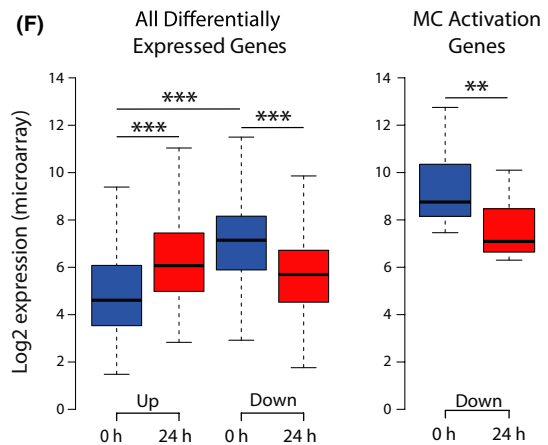 (F)
All Differentially
Expressed Genes
MC Activation
Genes
Log2 expression (microarray)
14
12
10
8
6
4
2
0
***
***
***
Up
Down
0 h
24 h
0 h
24 h
14
12
10
8
6
4
2
0
**
Down
0 h
24 h